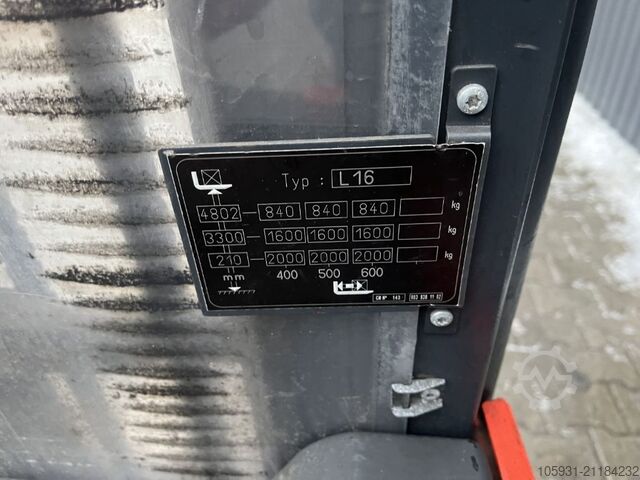 Typ : L16
4802 840 840 840 kg
3300 1600 1600 1600 kg
210 2000 2000 2000 kg
mm 400 500 600
143
105931-21184232